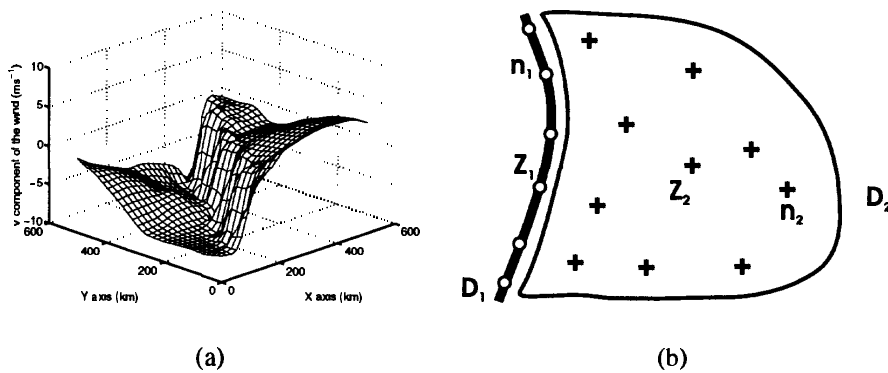 v component of the wind (ms⁻¹)
10
5
0
−5
−10
600
400
200
0
0
200
400
600
Y axis (km)
X axis (km)
(a)
n₁
Z₁
D₁
Z₂
n₂
D₂
(b)